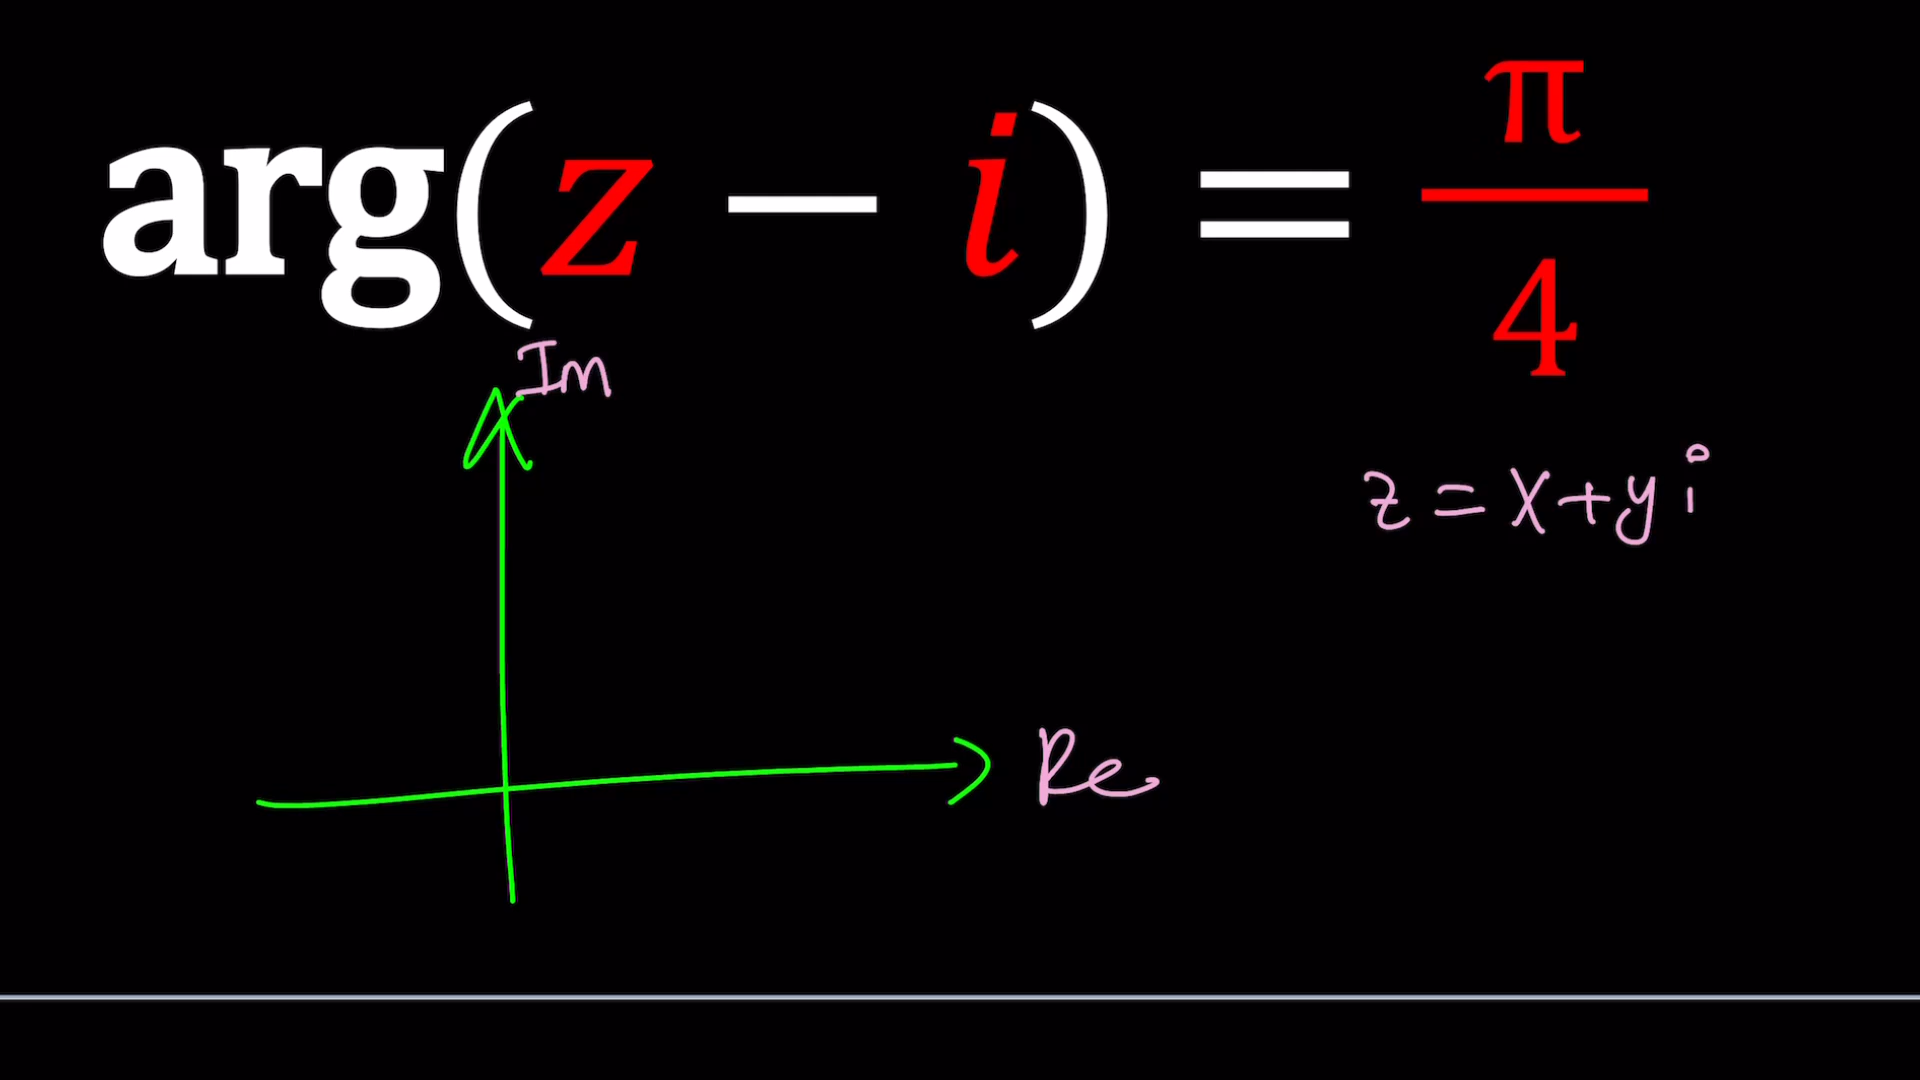 arg(z − i) = π/4
Im
z = x + yi
Re